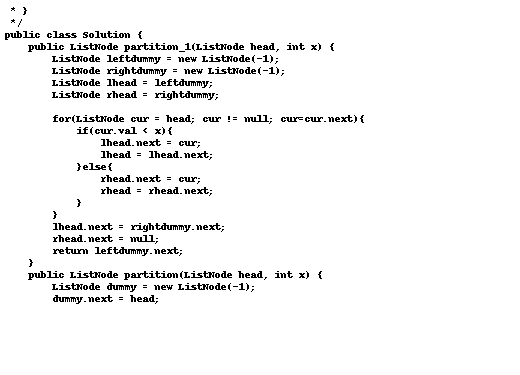 * }
 */
public class Solution {
    public ListNode partition_1(ListNode head, int x) {
        ListNode leftdummy = new ListNode(-1);
        ListNode rightdummy = new ListNode(-1);
        ListNode lhead = leftdummy;
        ListNode rhead = rightdummy;

        for(ListNode cur = head; cur != null; cur=cur.next){
            if(cur.val < x){
                lhead.next = cur;
                lhead = lhead.next;
            }else{
                rhead.next = cur;
                rhead = rhead.next;
            }
        }
        lhead.next = rightdummy.next;
        rhead.next = null;
        return leftdummy.next;
    }
    public ListNode partition(ListNode head, int x) {
        ListNode dummy = new ListNode(-1);
        dummy.next = head;